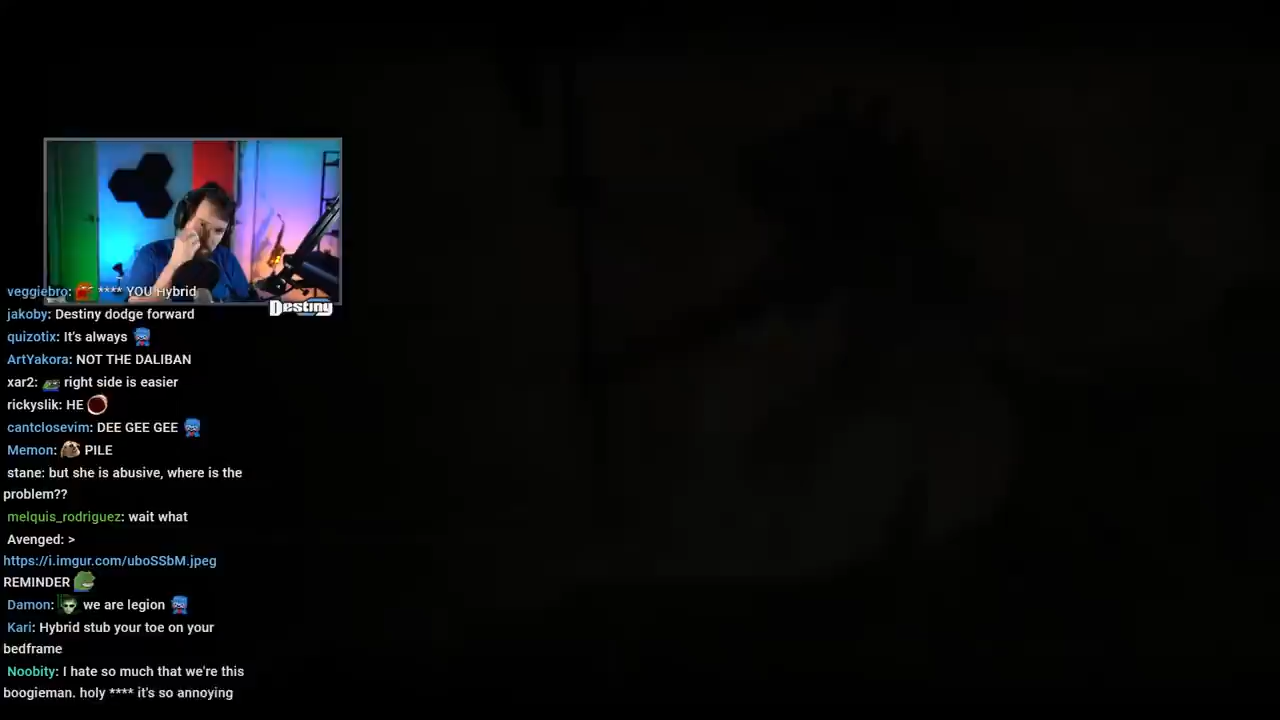 veggiebro: **** YOU Hybrid
Destiny
jakoby: Destiny dodge forward
quizotix: It's always
ArtYakora: NOT THE DALIBAN
xar2: right side is easier
rickyslik: HE
cantclosevim: DEE GEE GEE
Memon: PILE
stane: but she is abusive, where is the
problem??
melquis_rodriguez: wait what
Avenged: >
https://i.imgur.com/uboSSbM.jpeg
REMINDER
Damon: we are legion
Kari: Hybrid stub your toe on your
bedframe
Noobity: I hate so much that we're this
boogieman. holy **** it's so annoying